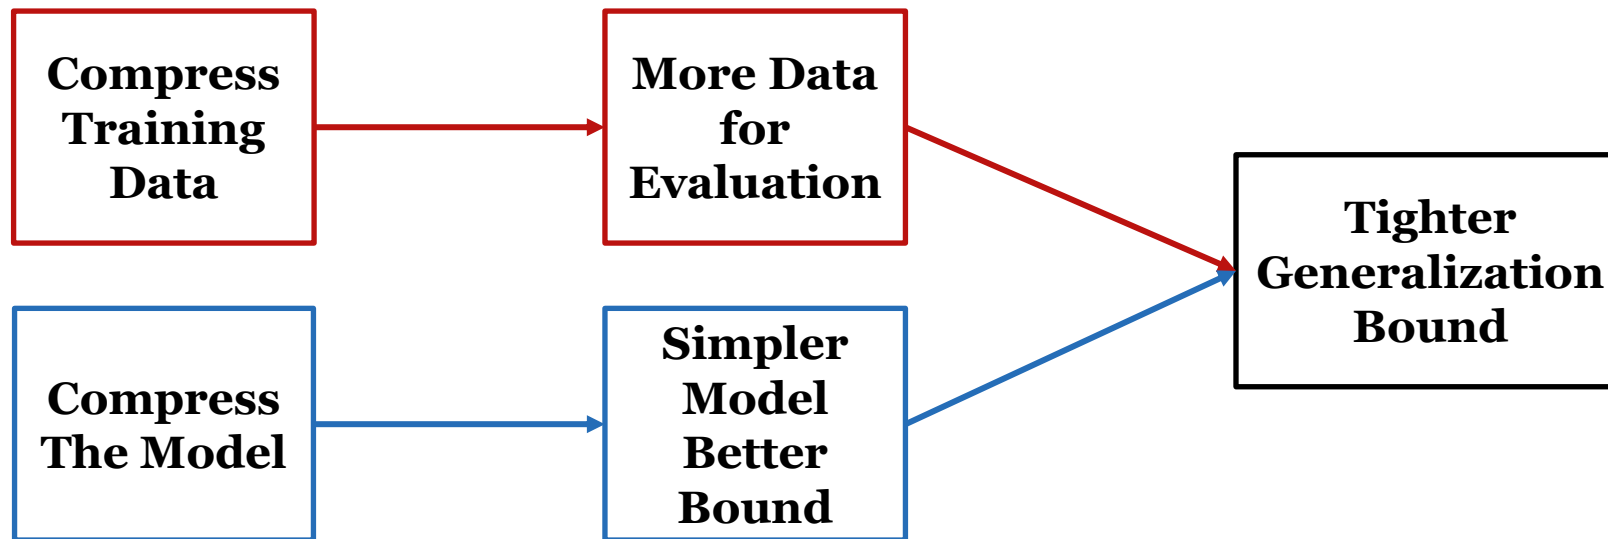 Compress
Training
Data
More Data
for
Evaluation
Compress
The Model
Simpler
Model
Better
Bound
Tighter
Generalization
Bound